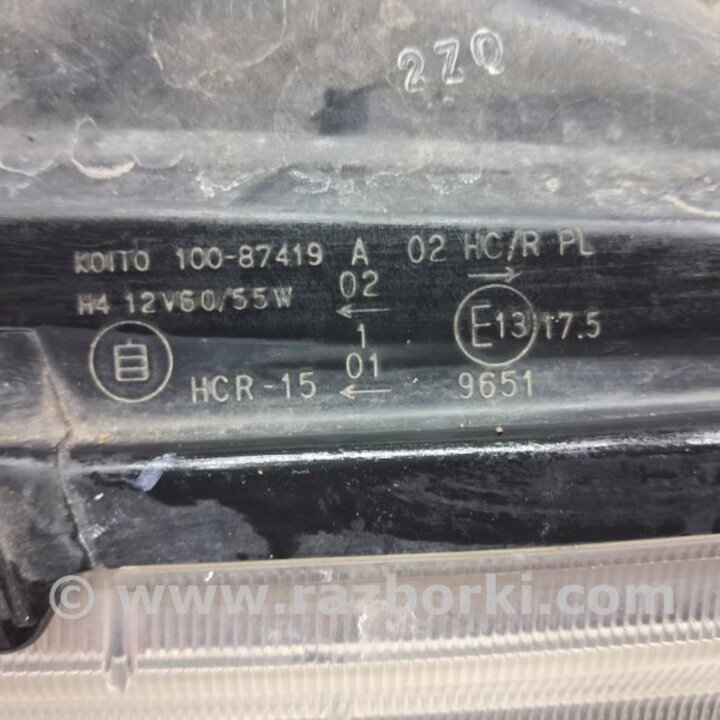 2ZQ
KOITO 100-87419 A 02 HC/R PL
H4 12V60/55W 02
1 E13 17.5
01
HCR-15 9651
© www.razborki.com